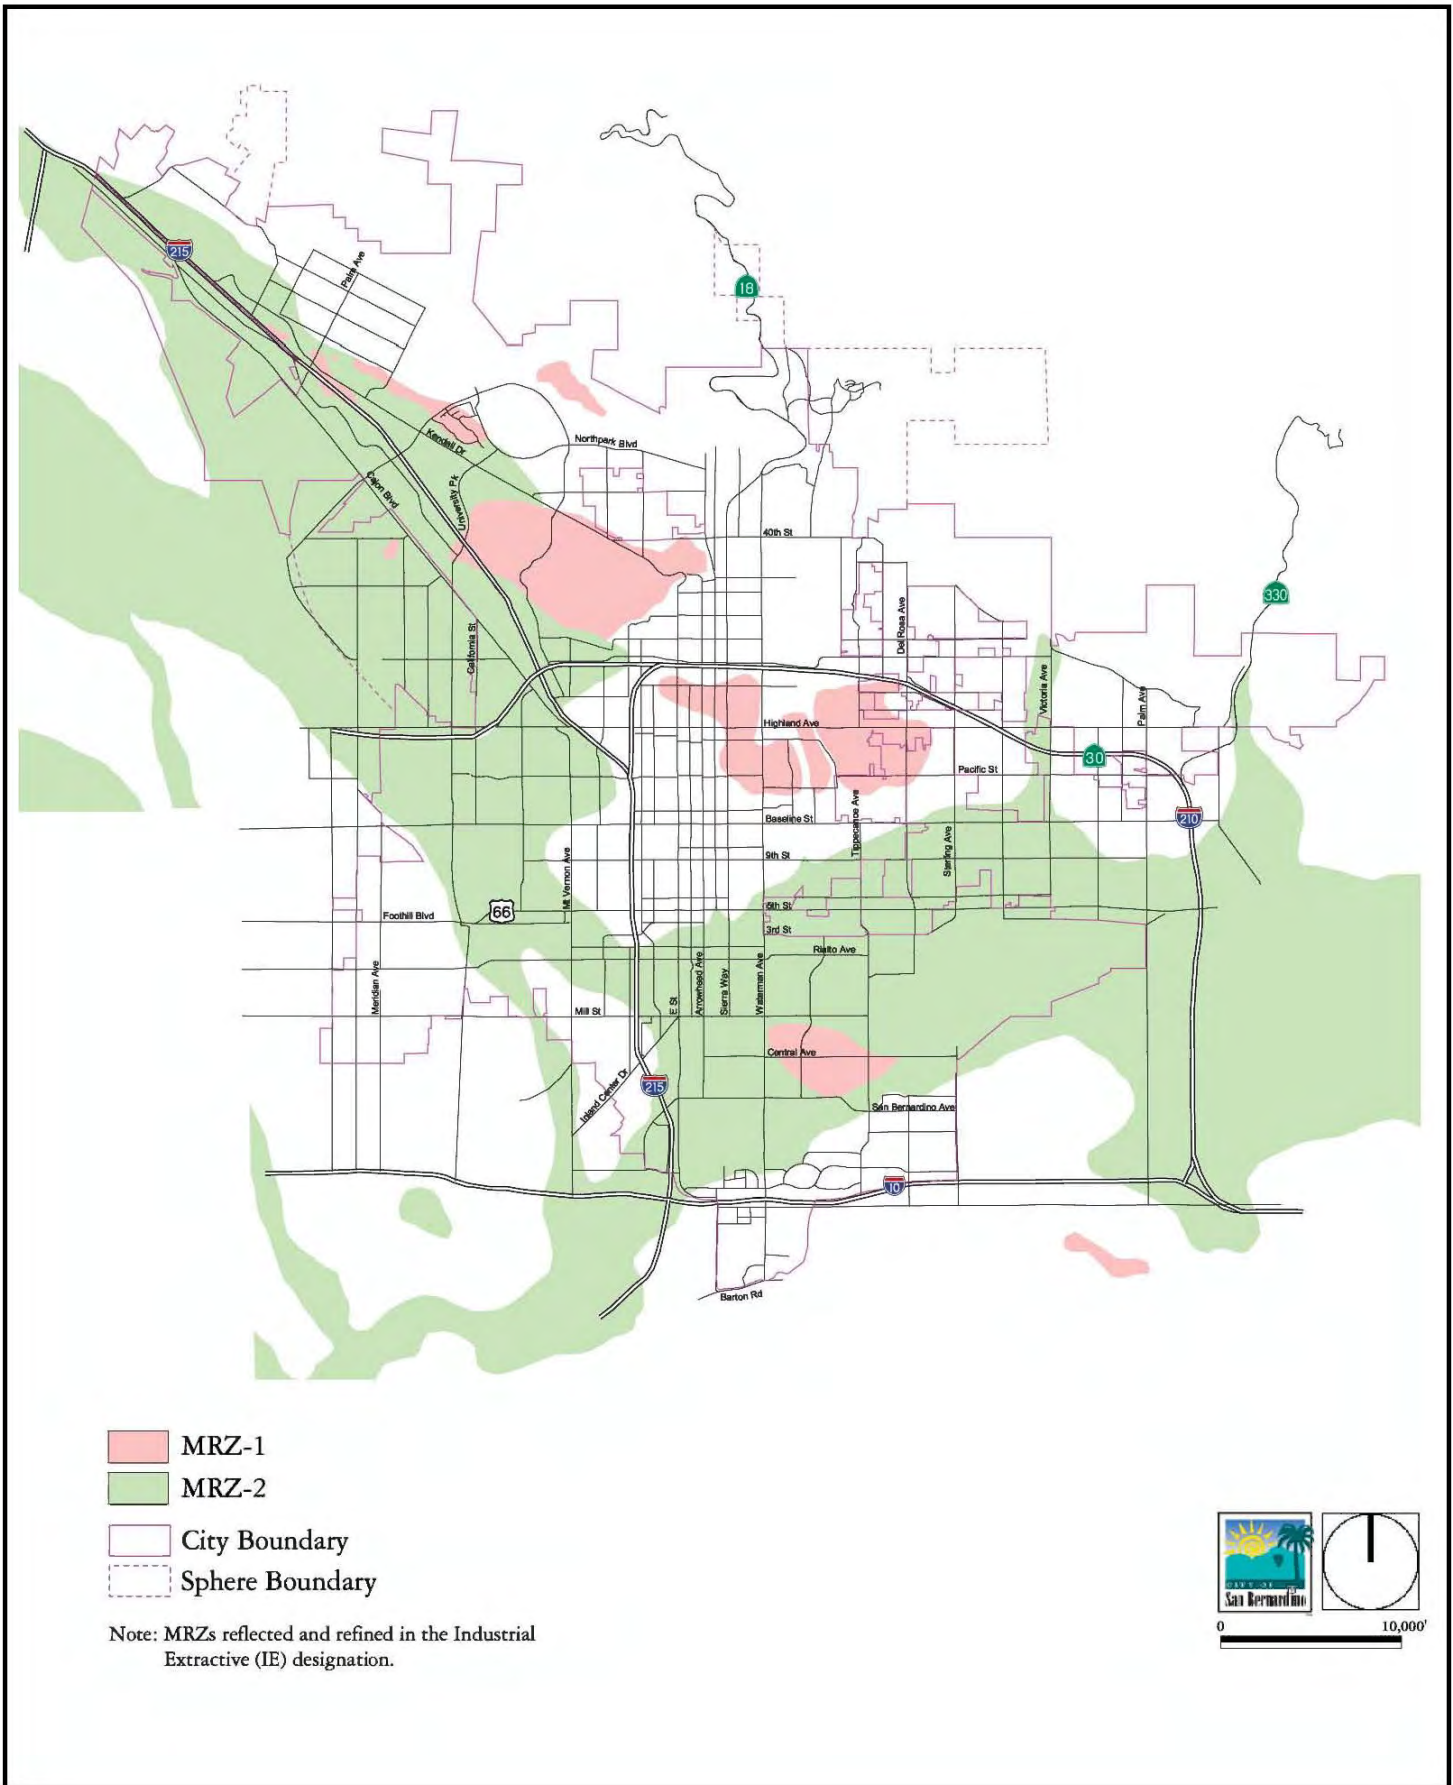 215
Palm Ave
18
Kendall Dr
Northpark Blvd
Cajon Blvd
University Pk
40th St
330
Del Rosa Ave
California St
Victoria Ave
Palm Ave
Highland Ave
30
Pacific St
210
Baseline St
Tippecanoe Ave
Sterling Ave
9th St
Mt Vernon Ave
66
Foothill Blvd
5th St
3rd St
Rialto Ave
Meridian Ave
Arrowhead Ave
Sierra Way
Waterman Ave
E St
Mill St
Central Ave
215
Inland Center Dr
San Bernardino Ave
10
Barton Rd
MRZ-1
MRZ-2
City Boundary
Sphere Boundary
Note: MRZs reflected and refined in the Industrial
Extractive (IE) designation.
CITY OF
San Bernardino
0 10,000'